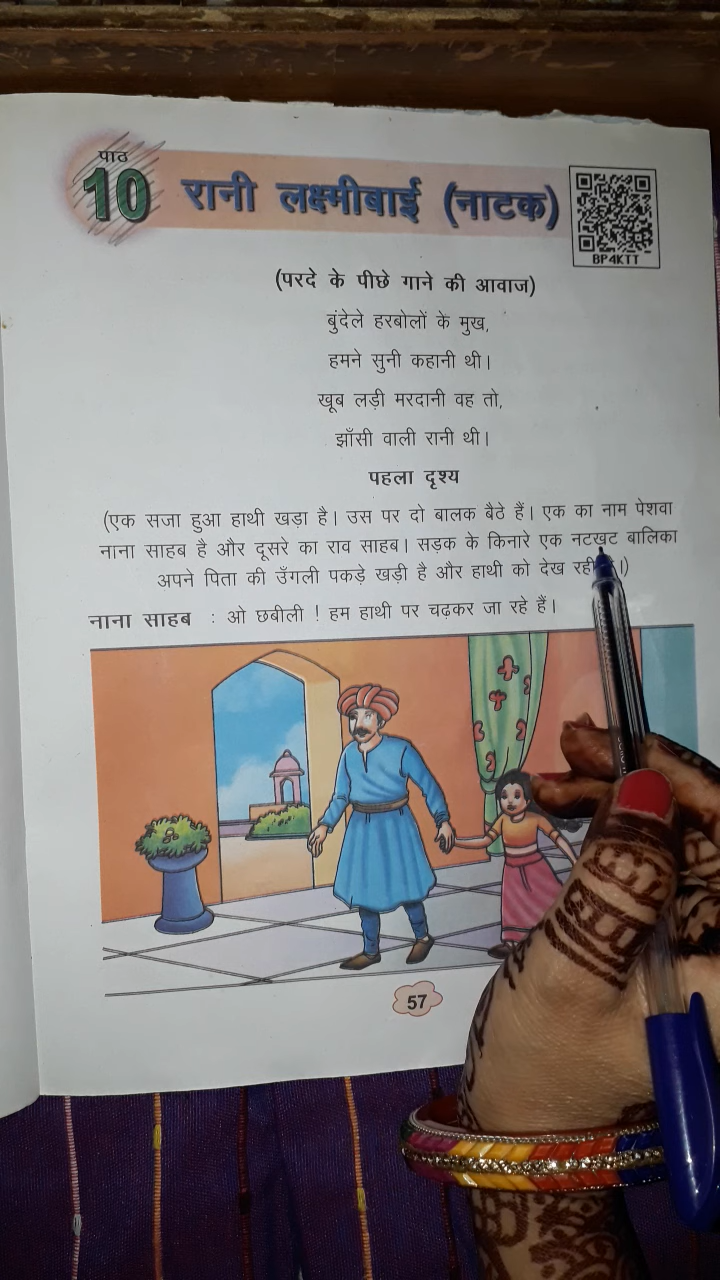 पाठ
10 रानी लक्ष्मीबाई (नाटक)
BP4KTT
(परदे के पीछे गाने की आवाज)
बुंदेले हरबोलों के मुख,
हमने सुनी कहानी थी।
खूब लड़ी मरदानी वह तो,
झाँसी वाली रानी थी।
पहला दृश्य
(एक सजा हुआ हाथी खड़ा है। उस पर दो बालक बैठे हैं। एक का नाम पेशवा
नाना साहब है और दूसरे का राव साहब। सड़क के किनारे एक नटखट बालिका
अपने पिता की उँगली पकड़े खड़ी है और हाथी को देख रही ।)
नाना साहब : ओ छबीली ! हम हाथी पर चढ़कर जा रहे हैं।
57